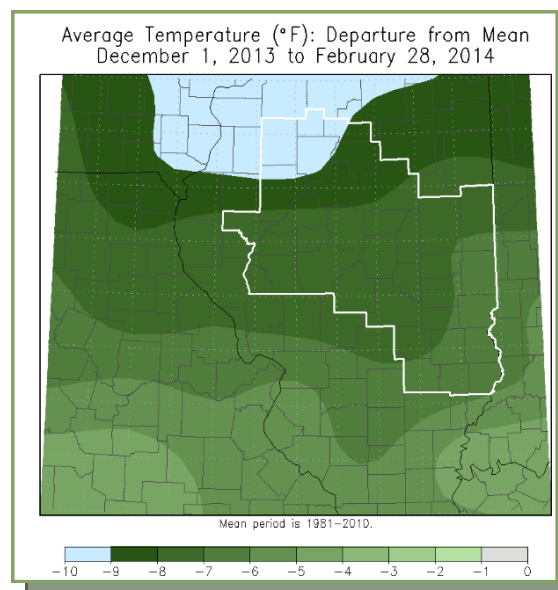 Average Temperature (°F): Departure from Mean
December 1, 2013 to February 28, 2014
Mean period is 1981–2010.
−10 −9 −8 −7 −6 −5 −4 −3 −2 −1 0